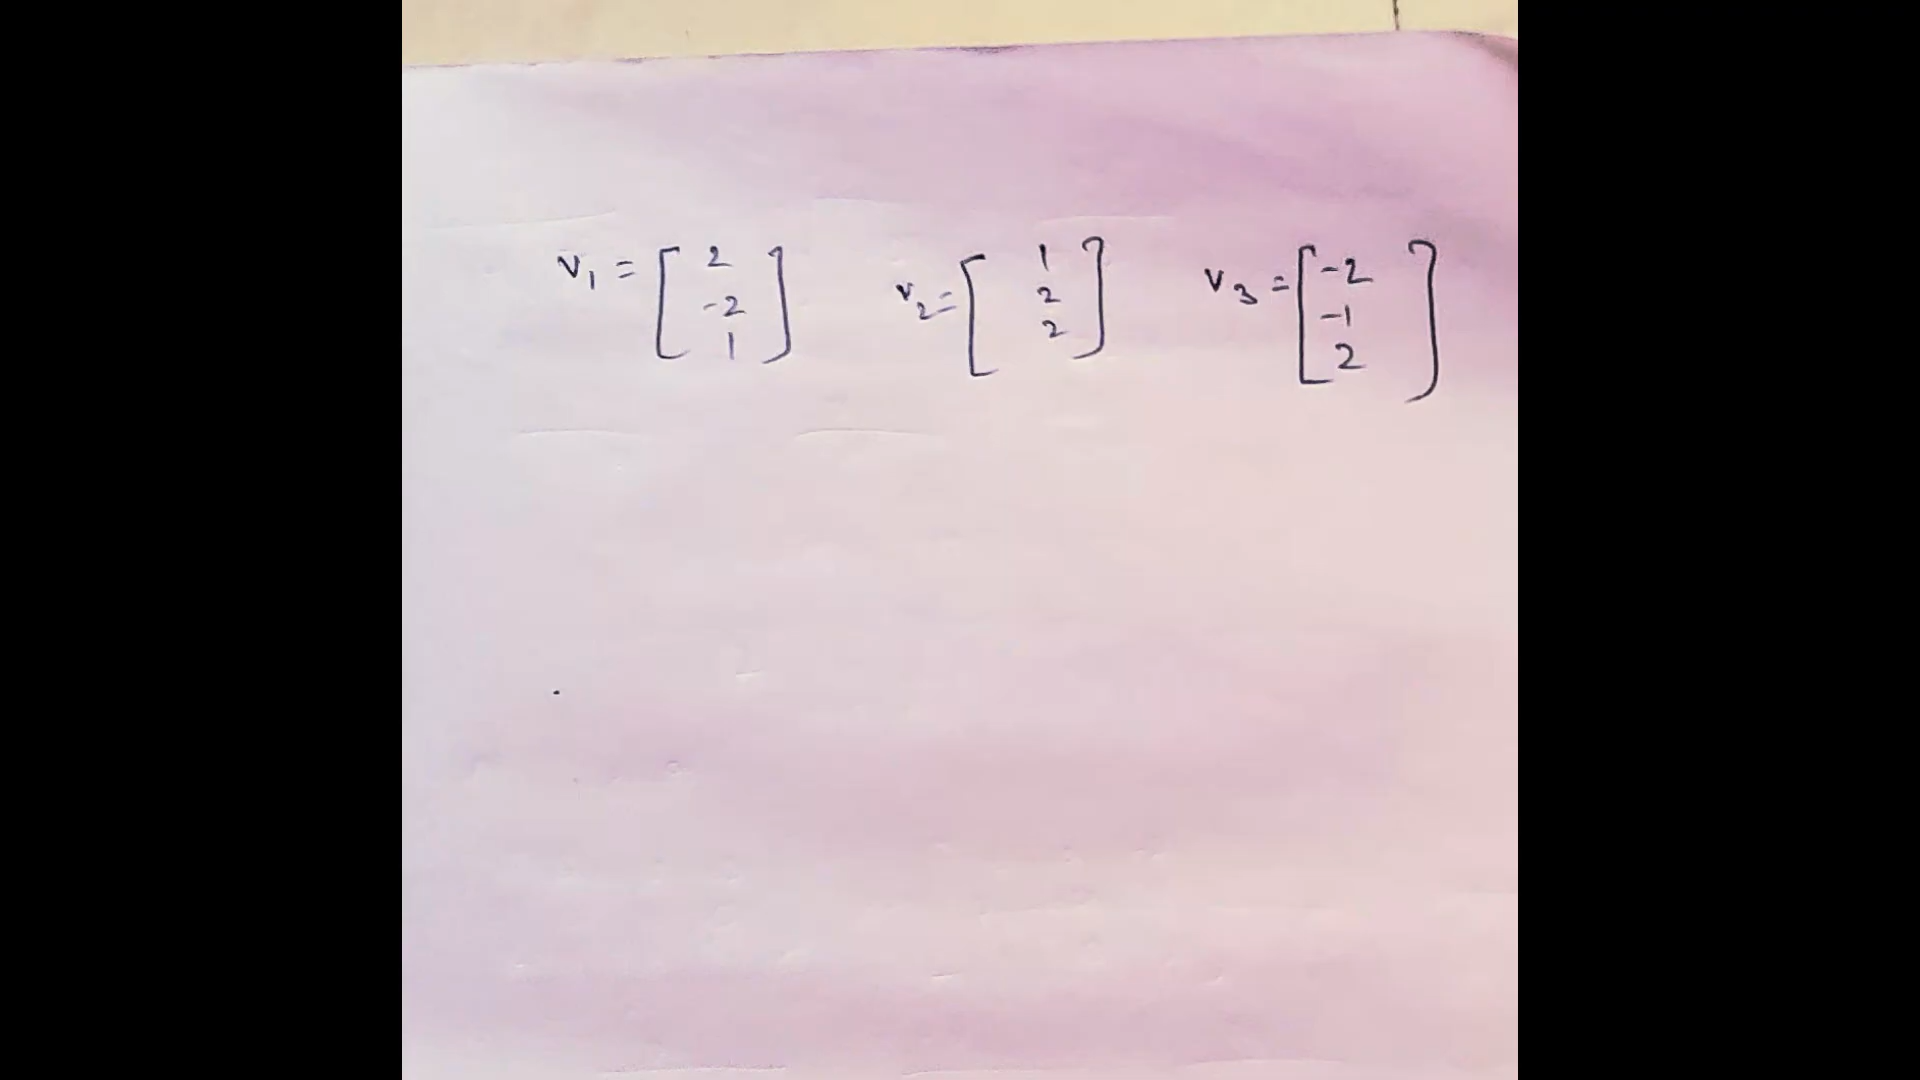 v₁ = [ 2 -2 1 ] v₂ = [ 1 2 2 ] v₃ = [ -2 -1 2 ]